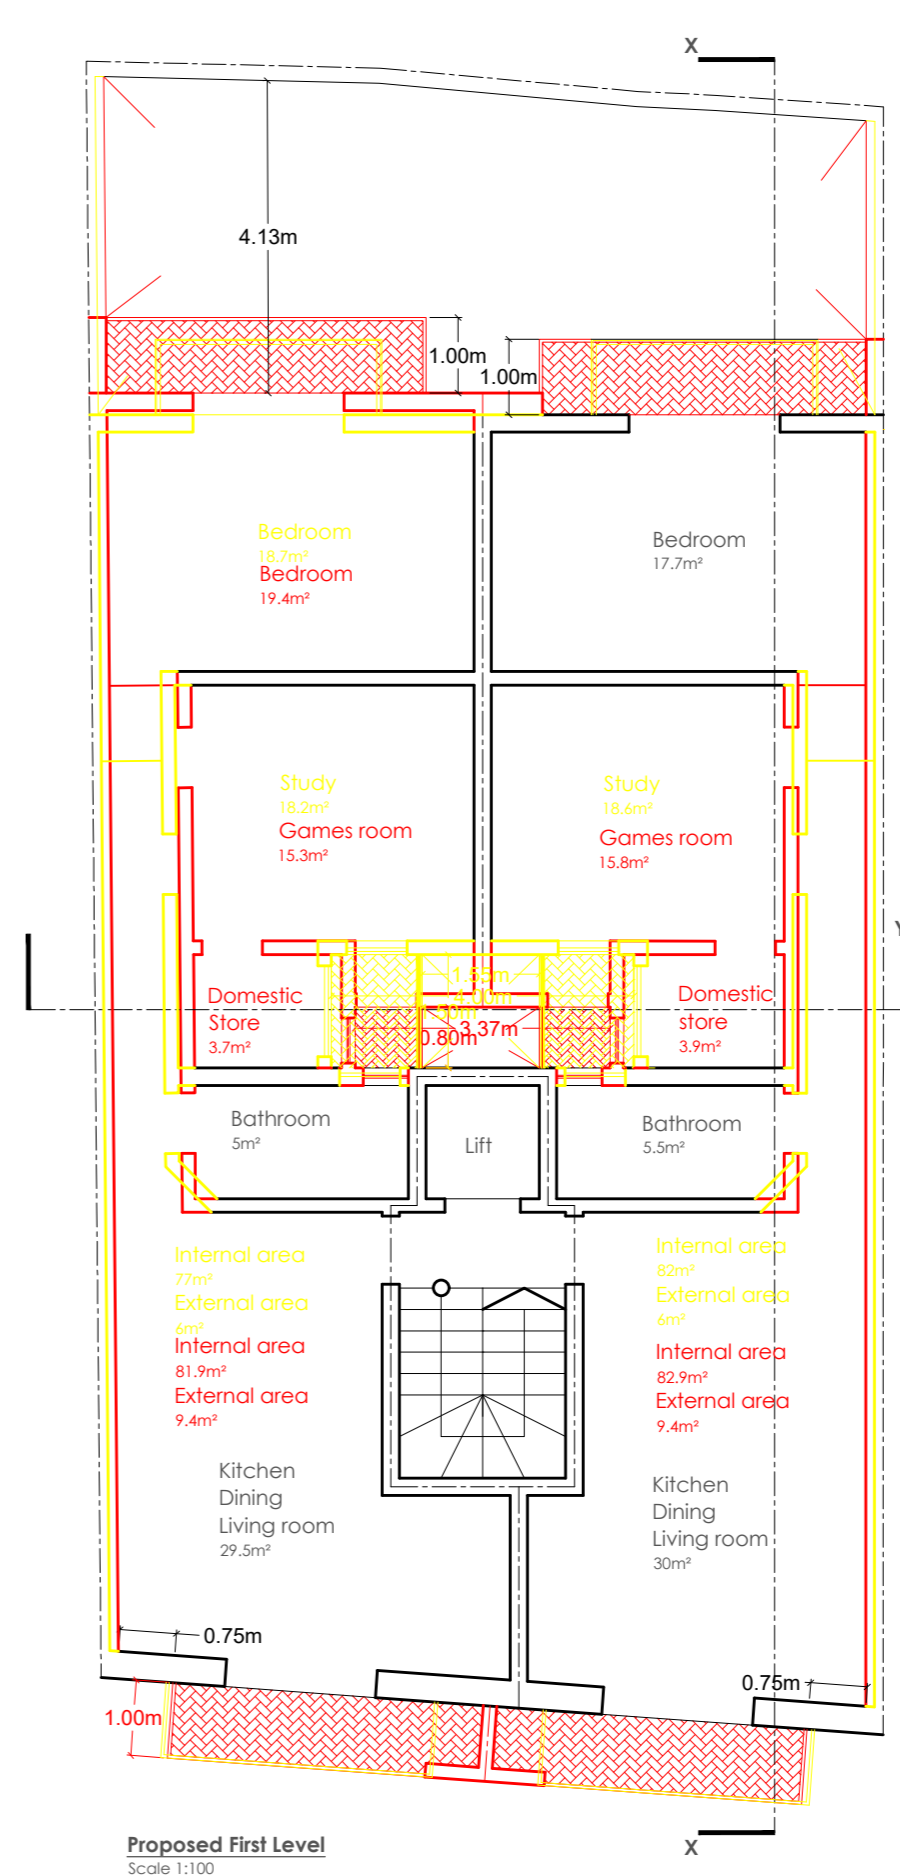 X
4.13m
1.00m
1.00m
Bedroom
18.7m²
Bedroom
19.4m²
Bedroom
17.7m²
Study
18.2m²
Games room
15.3m²
Study
18.6m²
Games room
15.8m²
Y
1.55m
4.00m
Domestic
Store
3.7m²
3.37m
0.80m
Domestic
store
3.9m²
Bathroom
5m²
Lift
Bathroom
5.5m²
Internal area
77m²
External area
6m²
Internal area
81.9m²
External area
9.4m²
Internal area
82m²
External area
6m²
Internal area
82.9m²
External area
9.4m²
Kitchen
Dining
Living room
29.5m²
Kitchen
Dining
Living room
30m²
0.75m
0.75m
1.00m
X
Proposed First Level
Scale 1:100